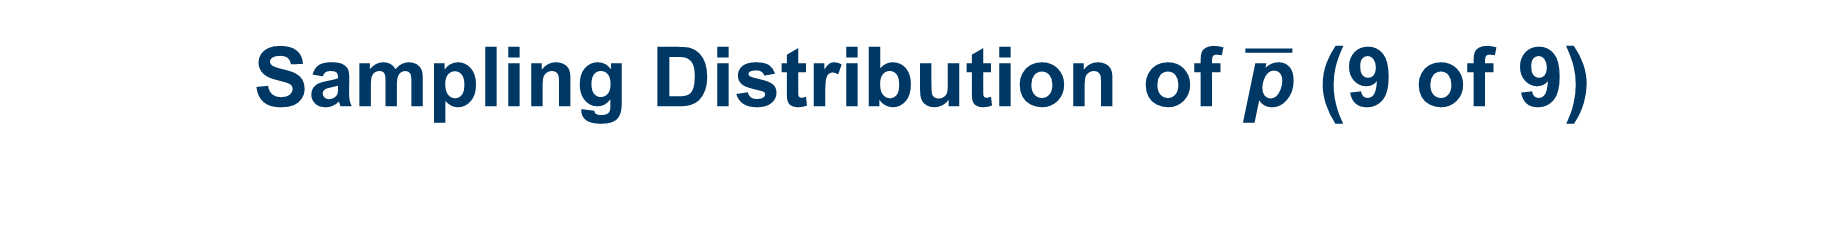 Sampling Distribution of p̅ (9 of 9)